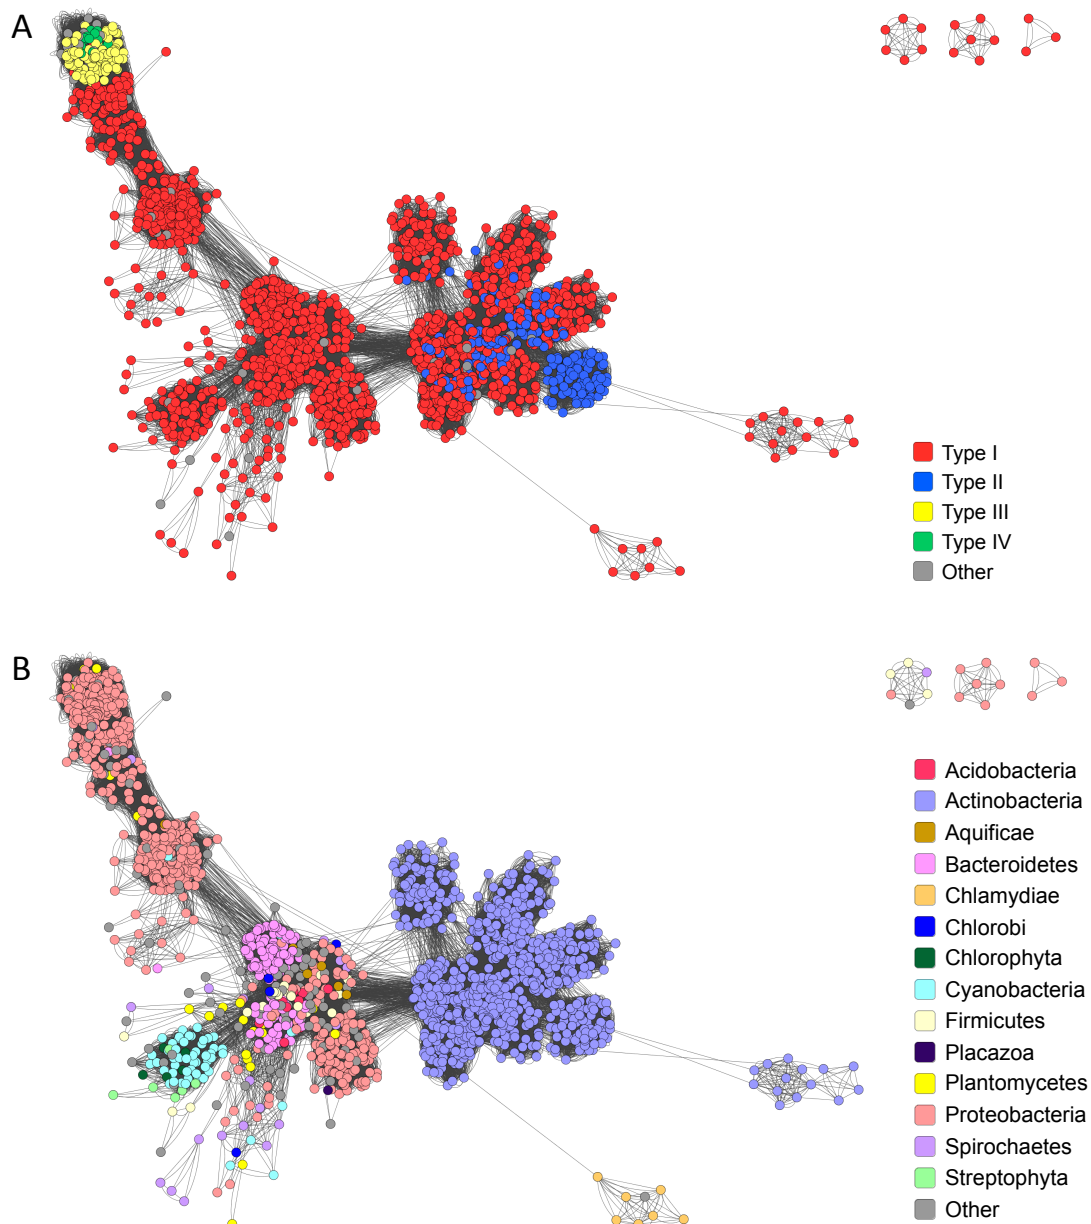 A
Type I
Type II
Type III
Type IV
Other
B
Acidobacteria
Actinobacteria
Aquificae
Bacteroidetes
Chlamydiae
Chlorobi
Chlorophyta
Cyanobacteria
Firmicutes
Placazoa
Plantomycetes
Proteobacteria
Spirochaetes
Streptophyta
Other